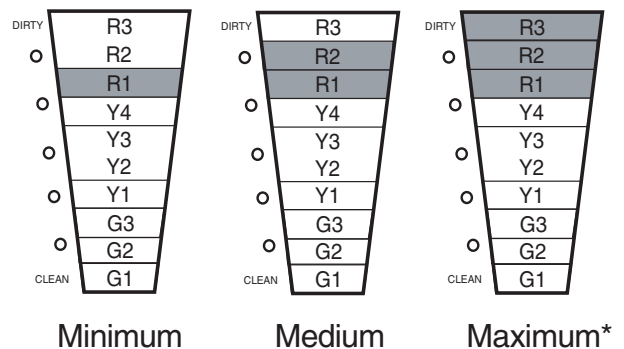 DIRTY
R3
R2
R1
Y4
Y3
Y2
Y1
G3
G2
G1
CLEAN
Minimum
DIRTY
R3
R2
R1
Y4
Y3
Y2
Y1
G3
G2
G1
CLEAN
Medium
DIRTY
R3
R2
R1
Y4
Y3
Y2
Y1
G3
G2
G1
CLEAN
Maximum*